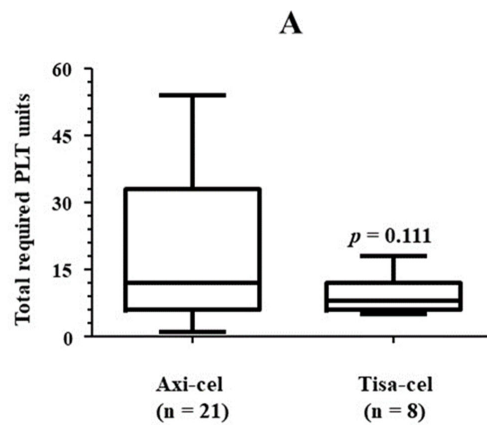 A
Total required PLT units
60
45
30
15
0
p = 0.111
Axi-cel
(n = 21)
Tisa-cel
(n = 8)